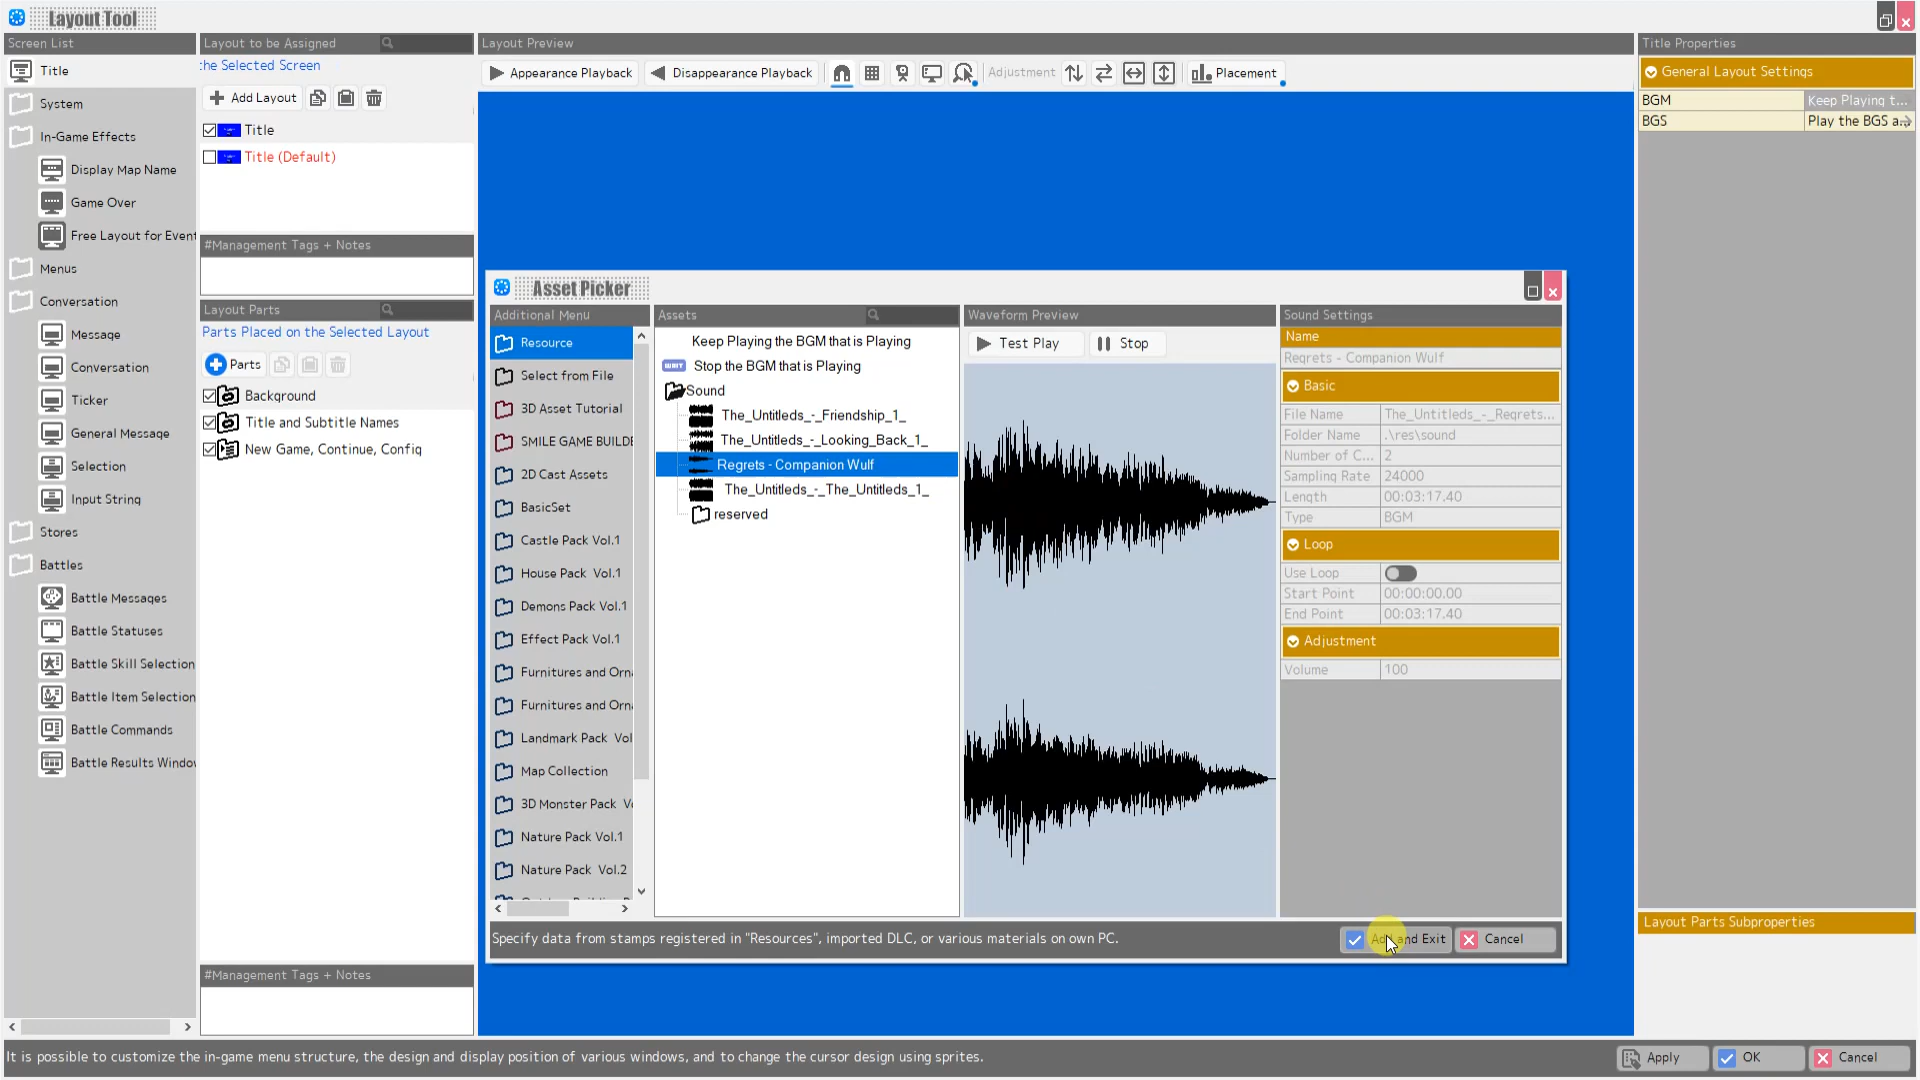 Layout Tool
Screen List
Title
System
In-Game Effects
Display Map Name
Game Over
Free Layout for Event
Menus
Conversation
Message
Conversation
Ticker
General Message
Selection
Input String
Stores
Battles
Battle Messages
Battle Statuses
Battle Skill Selection
Battle Item Selection
Battle Commands
Battle Results Window
Layout to be Assigned
the Selected Screen
Add Layout
Title
Title (Default)
#Management Tags + Notes
Layout Parts
Parts Placed on the Selected Layout
Parts
Background
Title and Subtitle Names
New Game, Continue, Config
#Management Tags + Notes
Layout Preview
Appearance Playback
Disappearance Playback
Adjustment
Placement
Asset Picker
Additional Menu
Resource
Select from File
3D Asset Tutorial
SMILE GAME BUILDE
2D Cast Assets
BasicSet
Castle Pack Vol.1
House Pack Vol.1
Demons Pack Vol.1
Effect Pack Vol.1
Furnitures and Orna
Furnitures and Orna
Landmark Pack Vol
Map Collection
3D Monster Pack Vo
Nature Pack Vol.1
Nature Pack Vol.2
Assets
Keep Playing the BGM that is Playing
Stop the BGM that is Playing
Sound
The_Untitleds_-_Friendship_1_
The_Untitleds_-_Looking_Back_1_
Regrets - Companion Wulf
The_Untitleds_-_The_Untitleds_1_
reserved
Waveform Preview
Test Play
Stop
Sound Settings
Name
Regrets - Companion Wulf
Basic
File Name The_Untitleds_-_Regrets...
Folder Name .\res\sound
Number of C... 2
Sampling Rate 24000
Length 00:03:17.40
Type BGM
Loop
Use Loop
Start Point 00:00:00.00
End Point 00:03:17.40
Adjustment
Volume 100
Specify data from stamps registered in "Resources", imported DLC, or various materials on own PC.
Add and Exit
Cancel
Title Properties
General Layout Settings
BGM Keep Playing t...
BGS Play the BGS a...
Layout Parts Subproperties
It is possible to customize the in-game menu structure, the design and display position of various windows, and to change the cursor design using sprites.
Apply
OK
Cancel